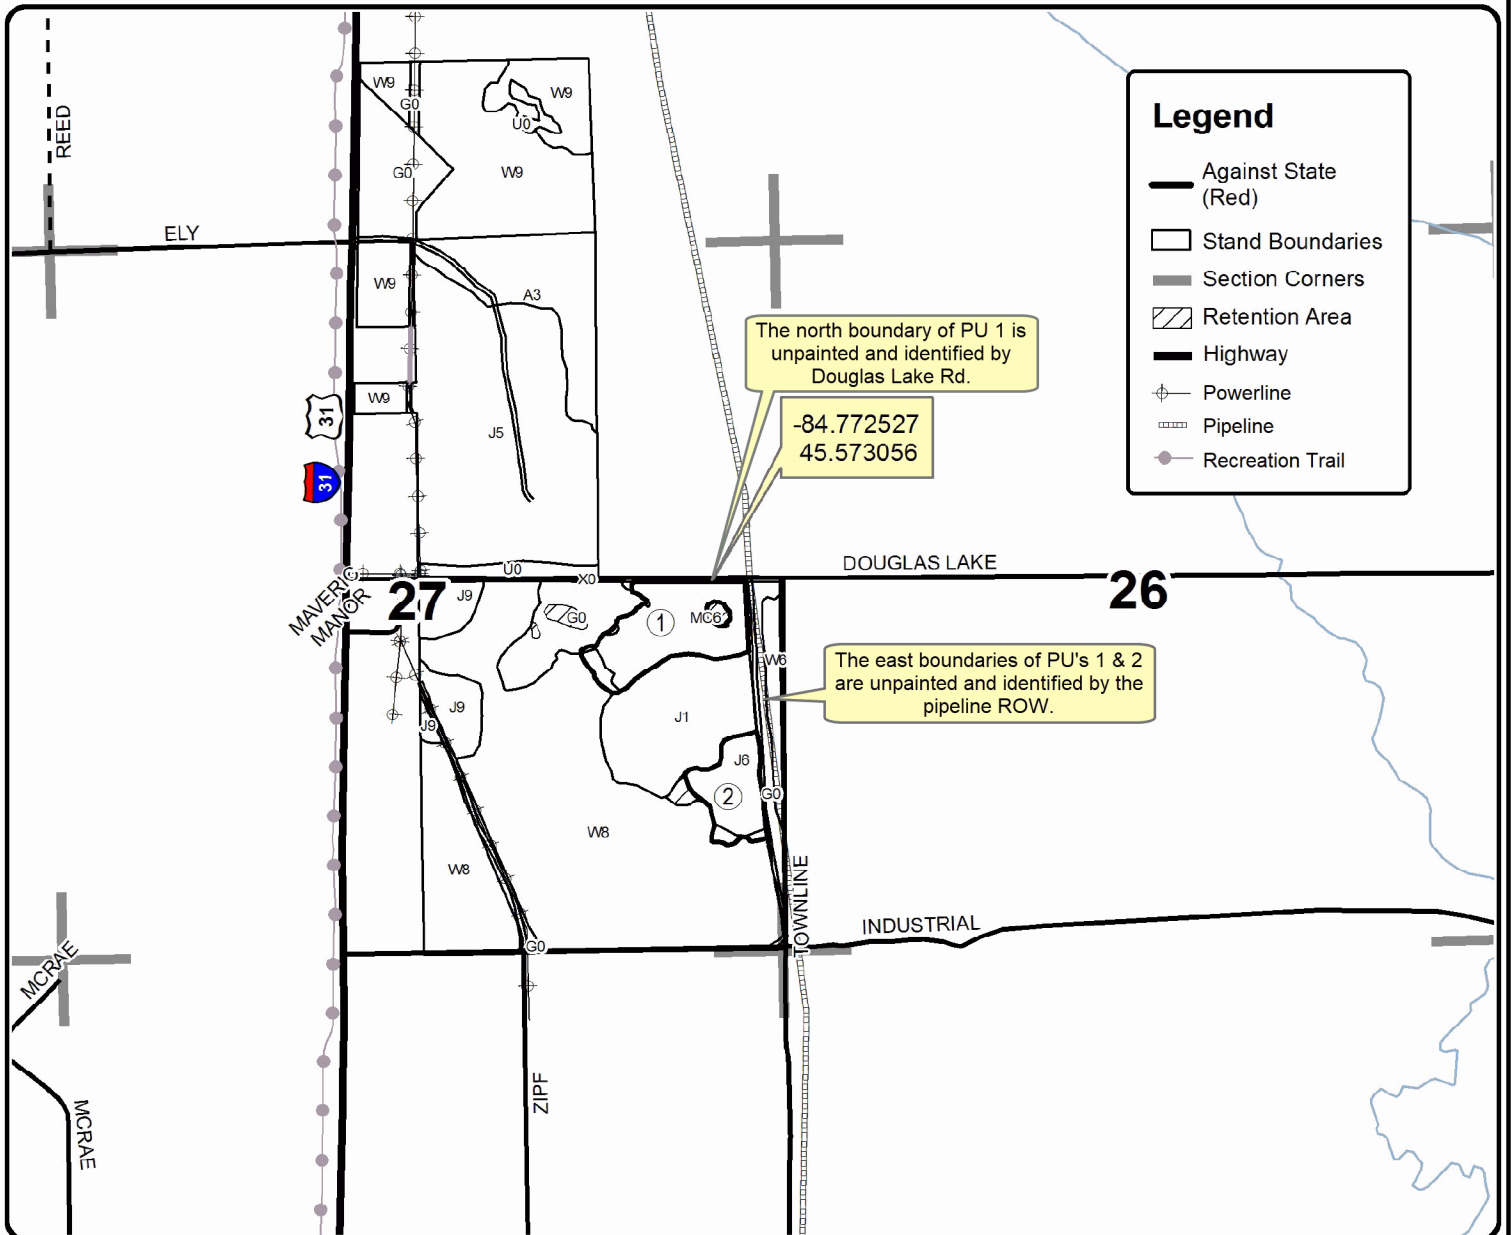 REED
W9
G0
W9
U0
G0
W9
ELY
W9
A3
W9
J5
31
31
The north boundary of PU 1 is
unpainted and identified by
Douglas Lake Rd.
-84.772527
45.573056
Legend
Against State
(Red)
Stand Boundaries
Section Corners
Retention Area
Highway
Powerline
Pipeline
Recreation Trail
U0
X0
DOUGLAS LAKE
MANOR
27
J9
G0
1
26
W6
The east boundaries of PU's 1 & 2
are unpainted and identified by the
pipeline ROW.
J9
J9
J1
J6
2
G0
W8
W8
TOWNLINE
INDUSTRIAL
G0
MCRAE
ZIPF
MCRAE